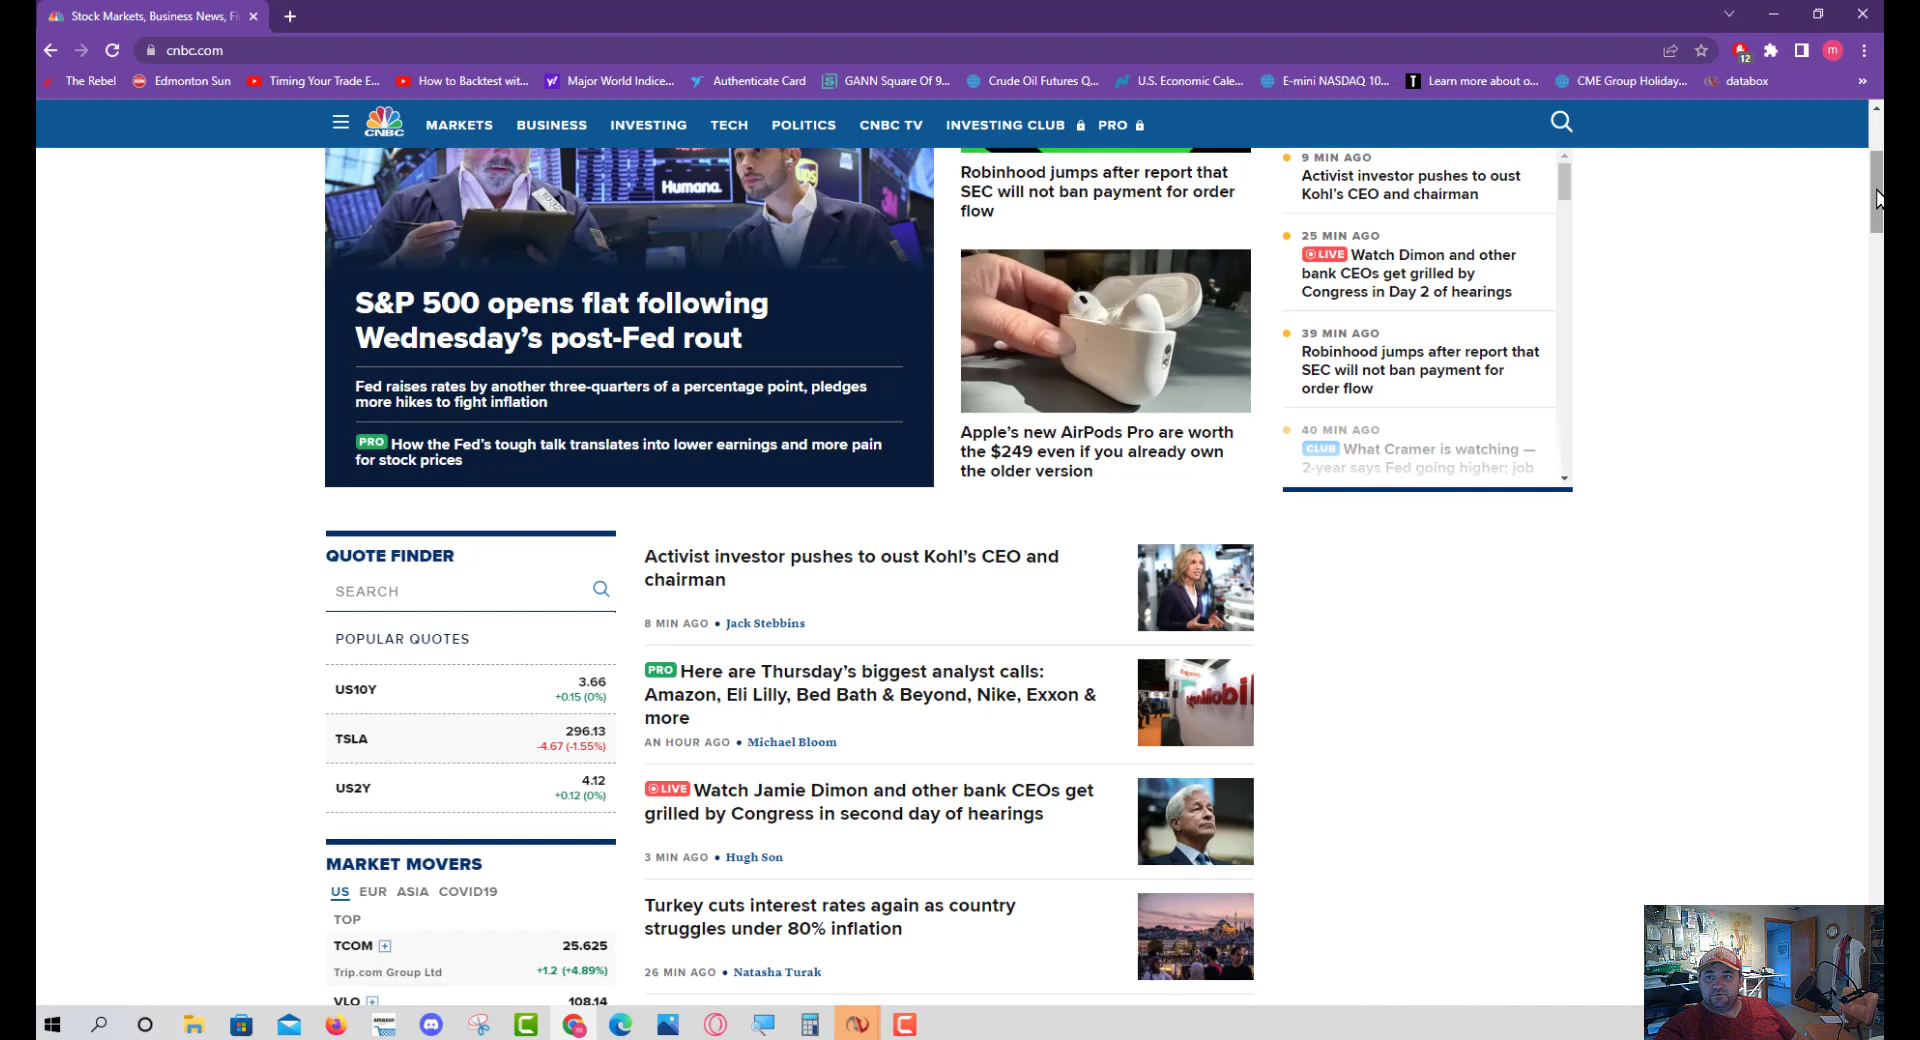 Stock Markets, Business News, Fi
cnbc.com
12
m
The Rebel
Edmonton Sun
Timing Your Trade E...
How to Backtest wit...
Major World Indice...
Authenticate Card
GANN Square Of 9...
Crude Oil Futures Q...
U.S. Economic Cale...
E-mini NASDAQ 10...
Learn more about o...
CME Group Holiday...
databox
»
CNBC
MARKETS
BUSINESS
INVESTING
TECH
POLITICS
CNBC TV
INVESTING CLUB
PRO
Humana.
ups
S&P 500 opens flat following
Wednesday's post-Fed rout
Fed raises rates by another three-quarters of a percentage point, pledges
more hikes to fight inflation
PRO How the Fed's tough talk translates into lower earnings and more pain
for stock prices
Robinhood jumps after report that
SEC will not ban payment for order
flow
Apple's new AirPods Pro are worth
the $249 even if you already own
the older version
9 MIN AGO
Activist investor pushes to oust
Kohl's CEO and chairman
25 MIN AGO
LIVE Watch Dimon and other
bank CEOs get grilled by
Congress in Day 2 of hearings
39 MIN AGO
Robinhood jumps after report that
SEC will not ban payment for
order flow
40 MIN AGO
CLUB What Cramer is watching —
2-year says Fed going higher; job
QUOTE FINDER
SEARCH
POPULAR QUOTES
US10Y
3.66
+0.15 (0%)
TSLA
296.13
-4.67 (-1.55%)
US2Y
4.12
+0.12 (0%)
MARKET MOVERS
US EUR ASIA COVID19
TOP
TCOM
25.625
Trip.com Group Ltd
+1.2 (+4.89%)
VLO
108.14
Activist investor pushes to oust Kohl's CEO and
chairman
8 MIN AGO • Jack Stebbins
PRO Here are Thursday's biggest analyst calls:
Amazon, Eli Lilly, Bed Bath & Beyond, Nike, Exxon &
more
AN HOUR AGO • Michael Bloom
LIVE Watch Jamie Dimon and other bank CEOs get
grilled by Congress in second day of hearings
3 MIN AGO • Hugh Son
Turkey cuts interest rates again as country
struggles under 80% inflation
26 MIN AGO • Natasha Turak
amazon